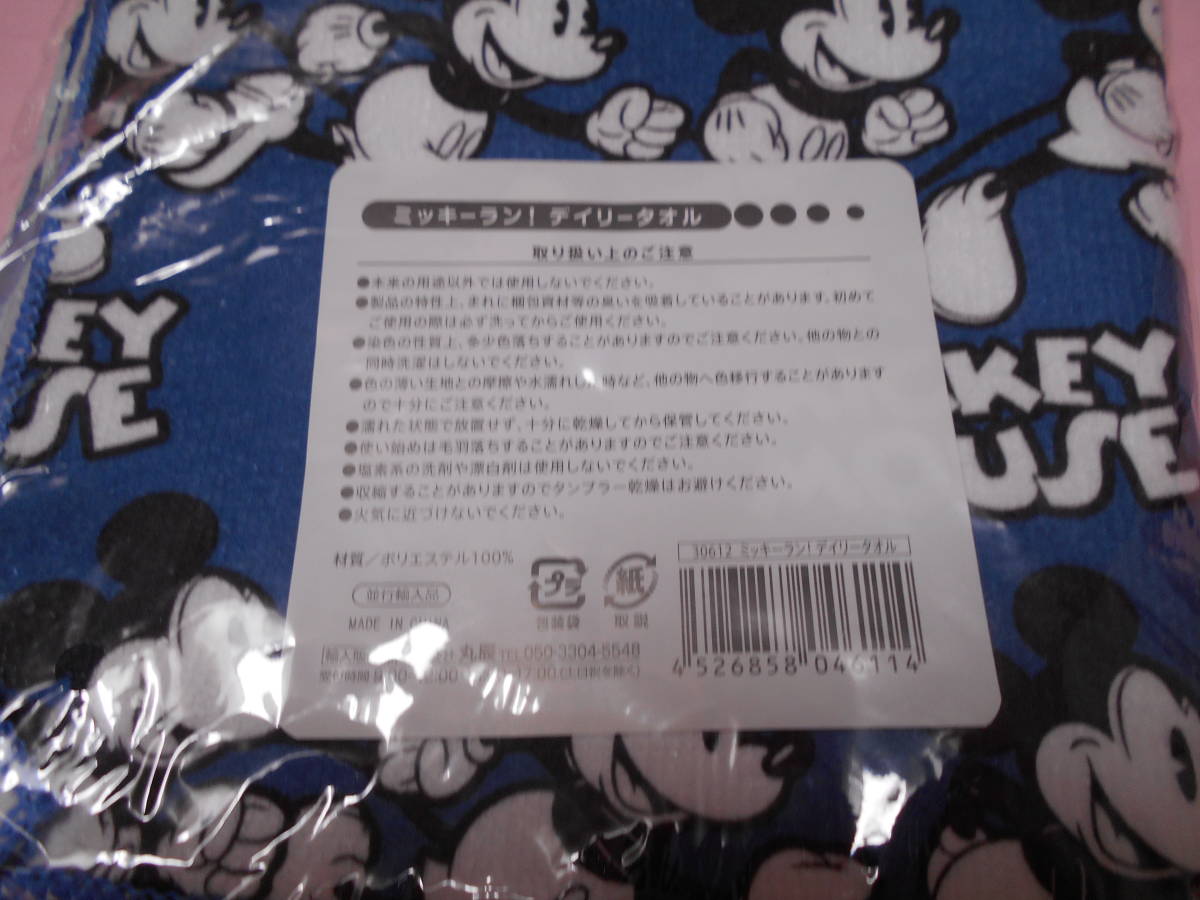 ミッキーラン! デイリータオル
取り扱い上のご注意
●本来の用途以外では使用しないでください。
●製品の特性上、まれに梱包資材等の臭いを吸着していることがあります。初めて
ご使用の際は必ず洗ってからご使用ください。
●染色の性質上、多少色落ちすることがありますのでご注意ください。他の物との
同時洗濯はしないでください。
●色の薄い生地との摩擦や水濡れした時など、他の物へ色移行することがあります
ので十分にご注意ください。
●濡れた状態で放置せず、十分に乾燥してから保管してください。
●使い始めは毛羽落ちすることがありますのでご注意ください。
●塩素系の洗剤や漂白剤は使用しないでください。
●収縮することがありますのでタンブラー乾燥はお避けください。
●火気に近づけないでください。
材質/ポリエステル100%
並行輸入品
MADE IN CHINA
プラ
包装袋
紙
取説
30612 ミッキーラン! デイリータオル
4 526858 046114
丸辰 TEL 050-3304-5548
受付時間 17:00(土日祝を除く)
EY
USE
KEY
USE